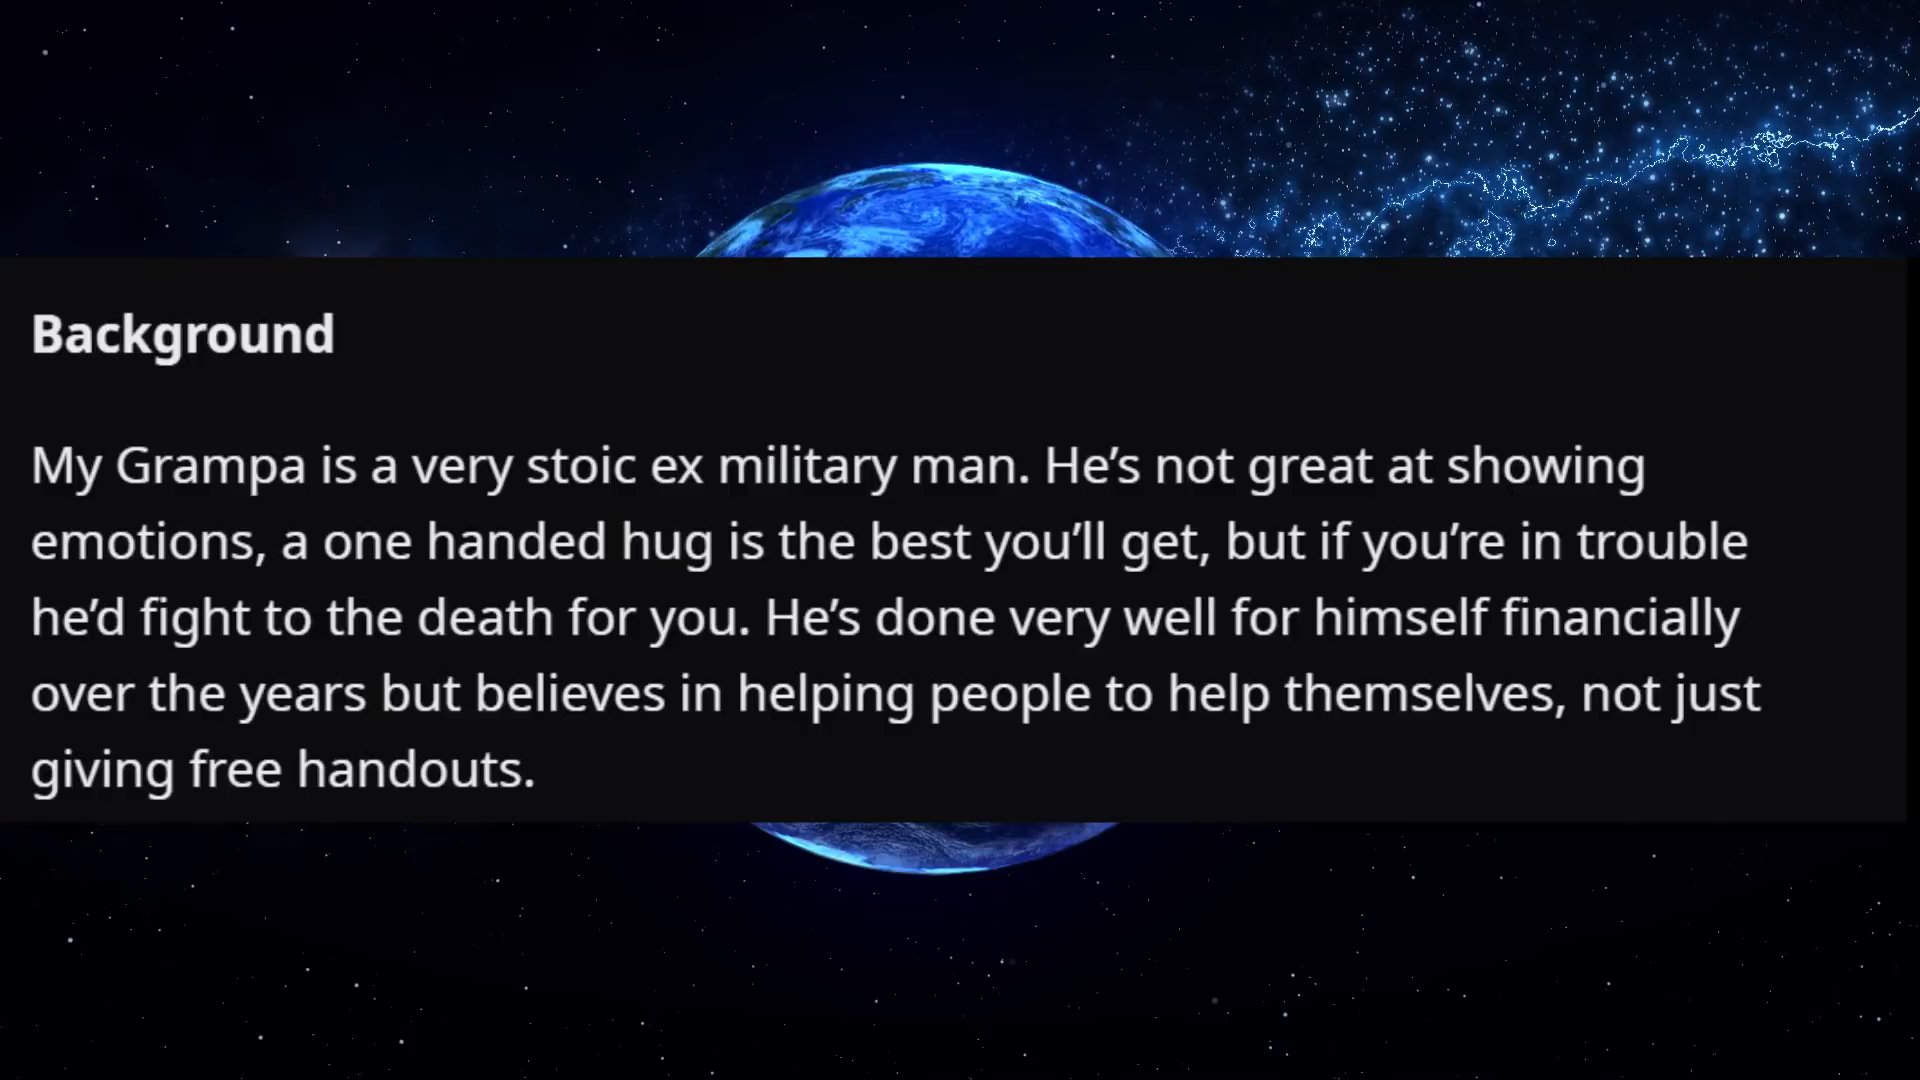 Background
My Grampa is a very stoic ex military man. He’s not great at showing
emotions, a one handed hug is the best you’ll get, but if you’re in trouble
he’d fight to the death for you. He’s done very well for himself financially
over the years but believes in helping people to help themselves, not just
giving free handouts.